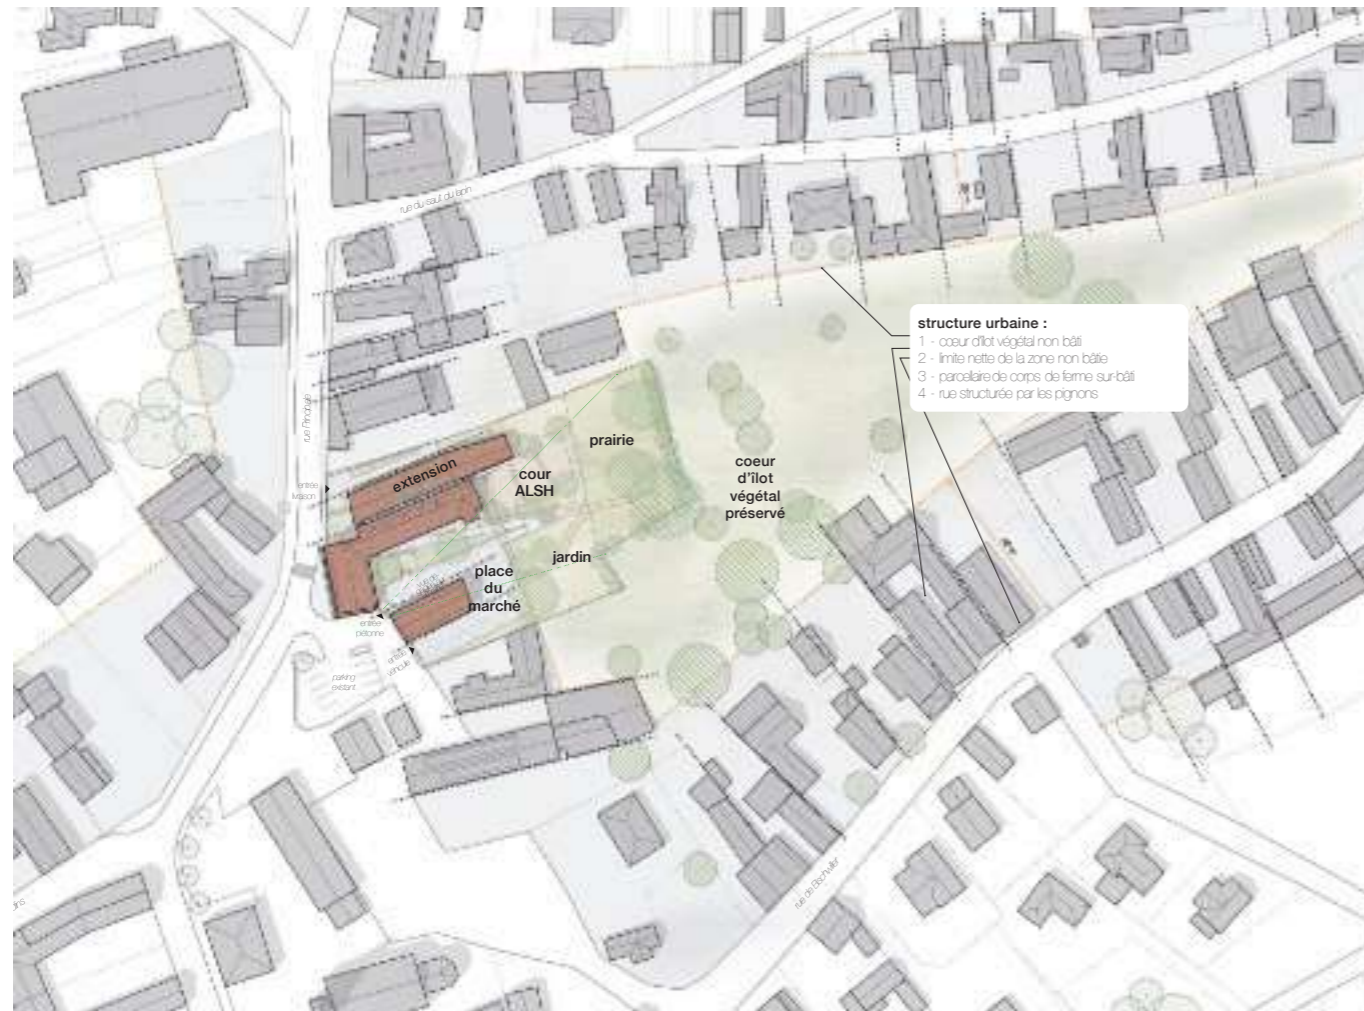 rue du saut du lapin
structure urbaine :
1 - coeur d'îlot végétal non bâti
2 - limite nette de la zone non bâtie
3 - parcellaire de corps de ferme sur-bâti
4 - rue structurée par les pignons
rue Principale
prairie
extension
cour
ALSH
coeur
d'îlot
végétal
préservé
entrée
livraison
jardin
place
du
marché
entrée
piétonne
entrée
véhicule
parking
existant
rue de Bischwiller